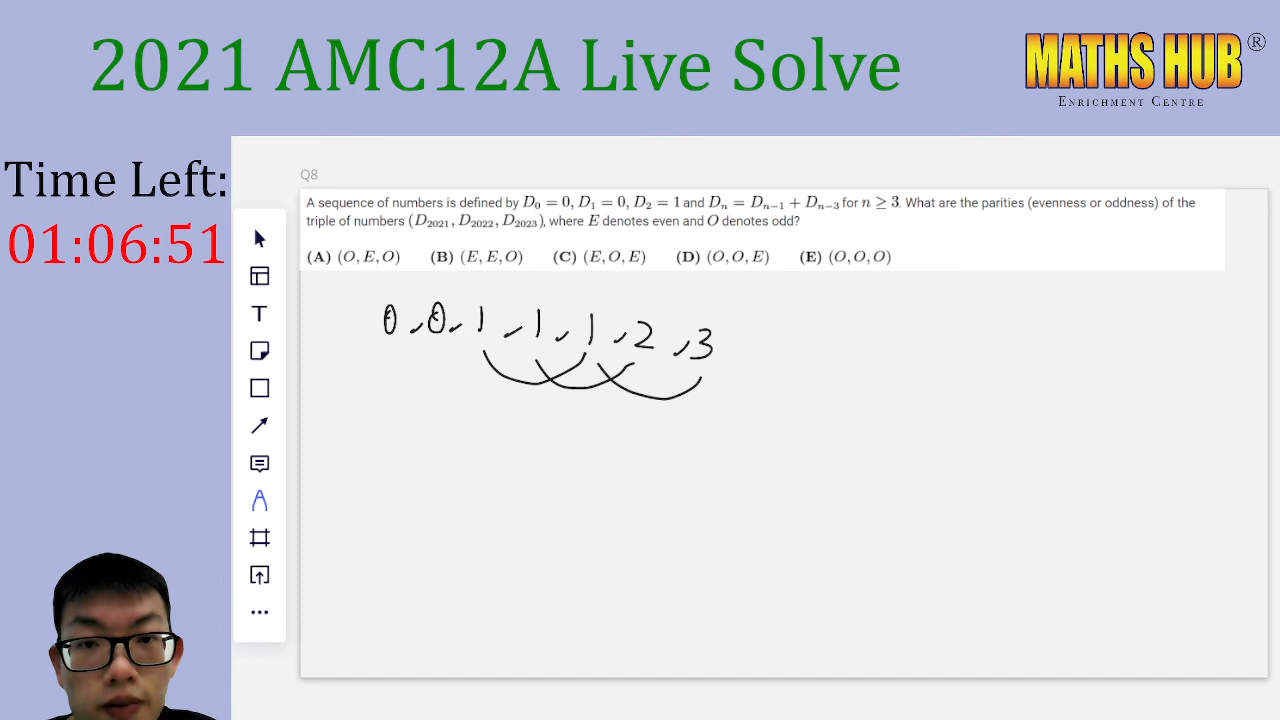 2021 AMC12A Live Solve
MATHS HUB®
ENRICHMENT CENTRE
Time Left:
01:06:51
Q8
A sequence of numbers is defined by D₀ = 0, D₁ = 0, D₂ = 1 and Dₙ = Dₙ₋₁ + Dₙ₋₃ for n ≥ 3. What are the parities (evenness or oddness) of the
triple of numbers (D₂₀₂₁, D₂₀₂₂, D₂₀₂₃), where E denotes even and O denotes odd?
(A) (O, E, O) (B) (E, E, O) (C) (E, O, E) (D) (O, O, E) (E) (O, O, O)
0, 0, 1, 1, 1, 2, 3
T